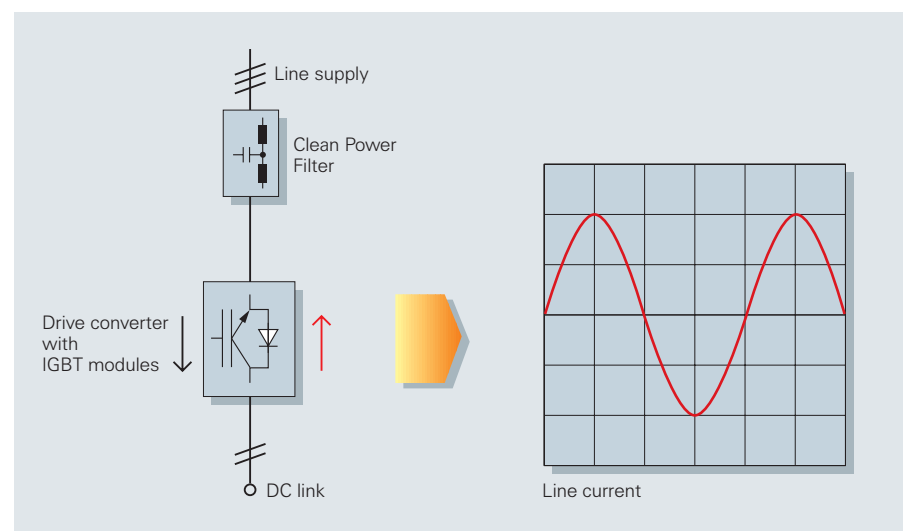 Line supply
Clean Power
Filter
Drive converter
with
IGBT modules
DC link
Line current